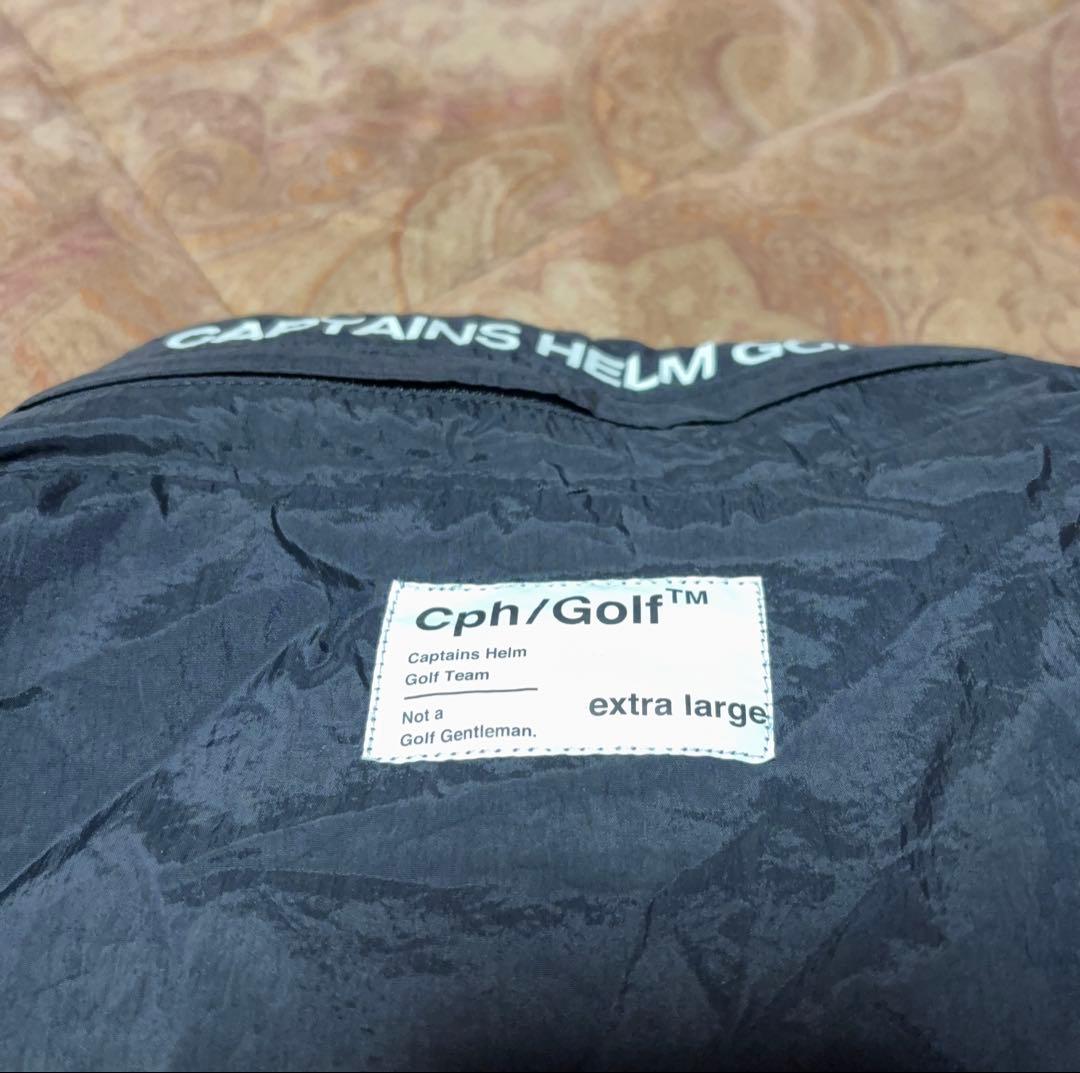 CAPTAINS HELM
Cph/Golf™
Captains Helm
Golf Team
Not a
Golf Gentleman.
extra large